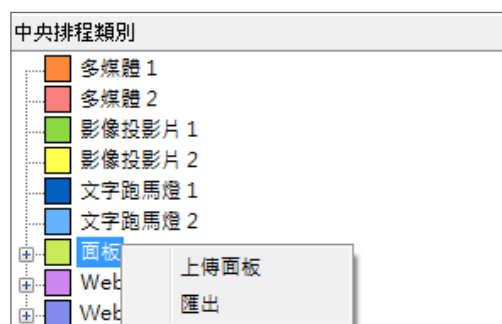 中央排程類別
多媒體 1
多媒體 2
影像投影片 1
影像投影片 2
文字跑馬燈 1
文字跑馬燈 2
面板
上傳面板
Web
匯出
Web